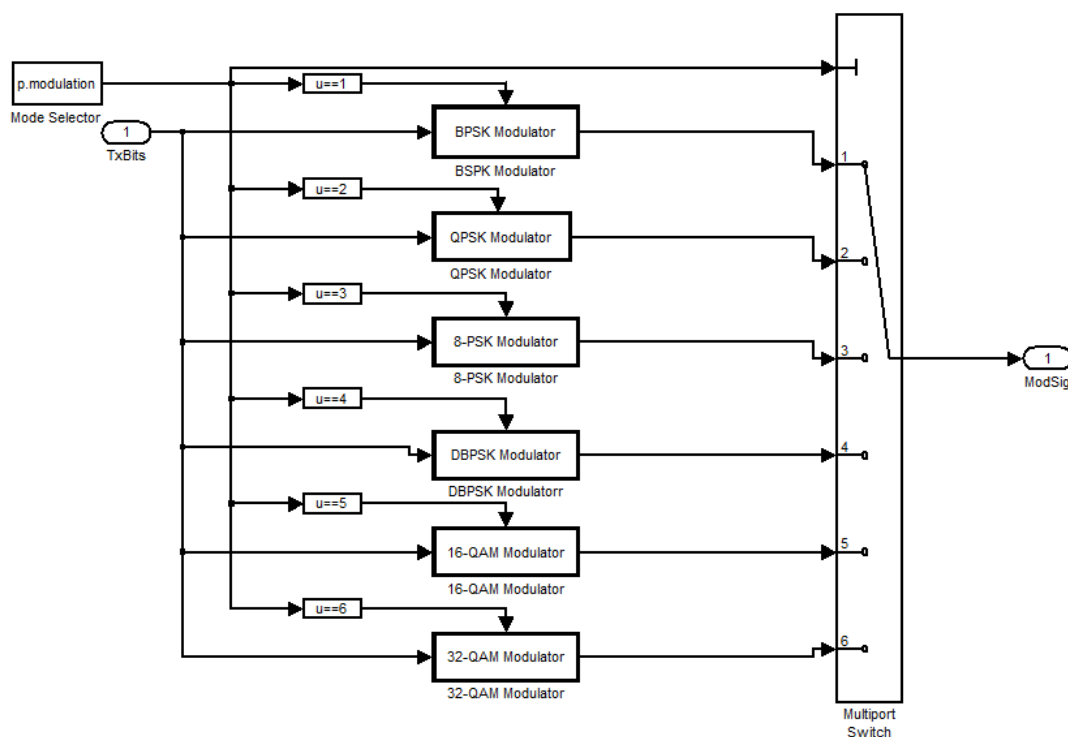 p.modulation
Mode Selector
1
TxBits
u==1
BPSK Modulator
BSPK Modulator
u==2
QPSK Modulator
QPSK Modulator
u==3
8-PSK Modulator
8-PSK Modulator
u==4
DBPSK Modulator
DBPSK Modulatorr
u==5
16-QAM Modulator
16-QAM Modulator
u==6
32-QAM Modulator
32-QAM Modulator
1
2
3
4
5
6
Multiport
Switch
1
ModSig